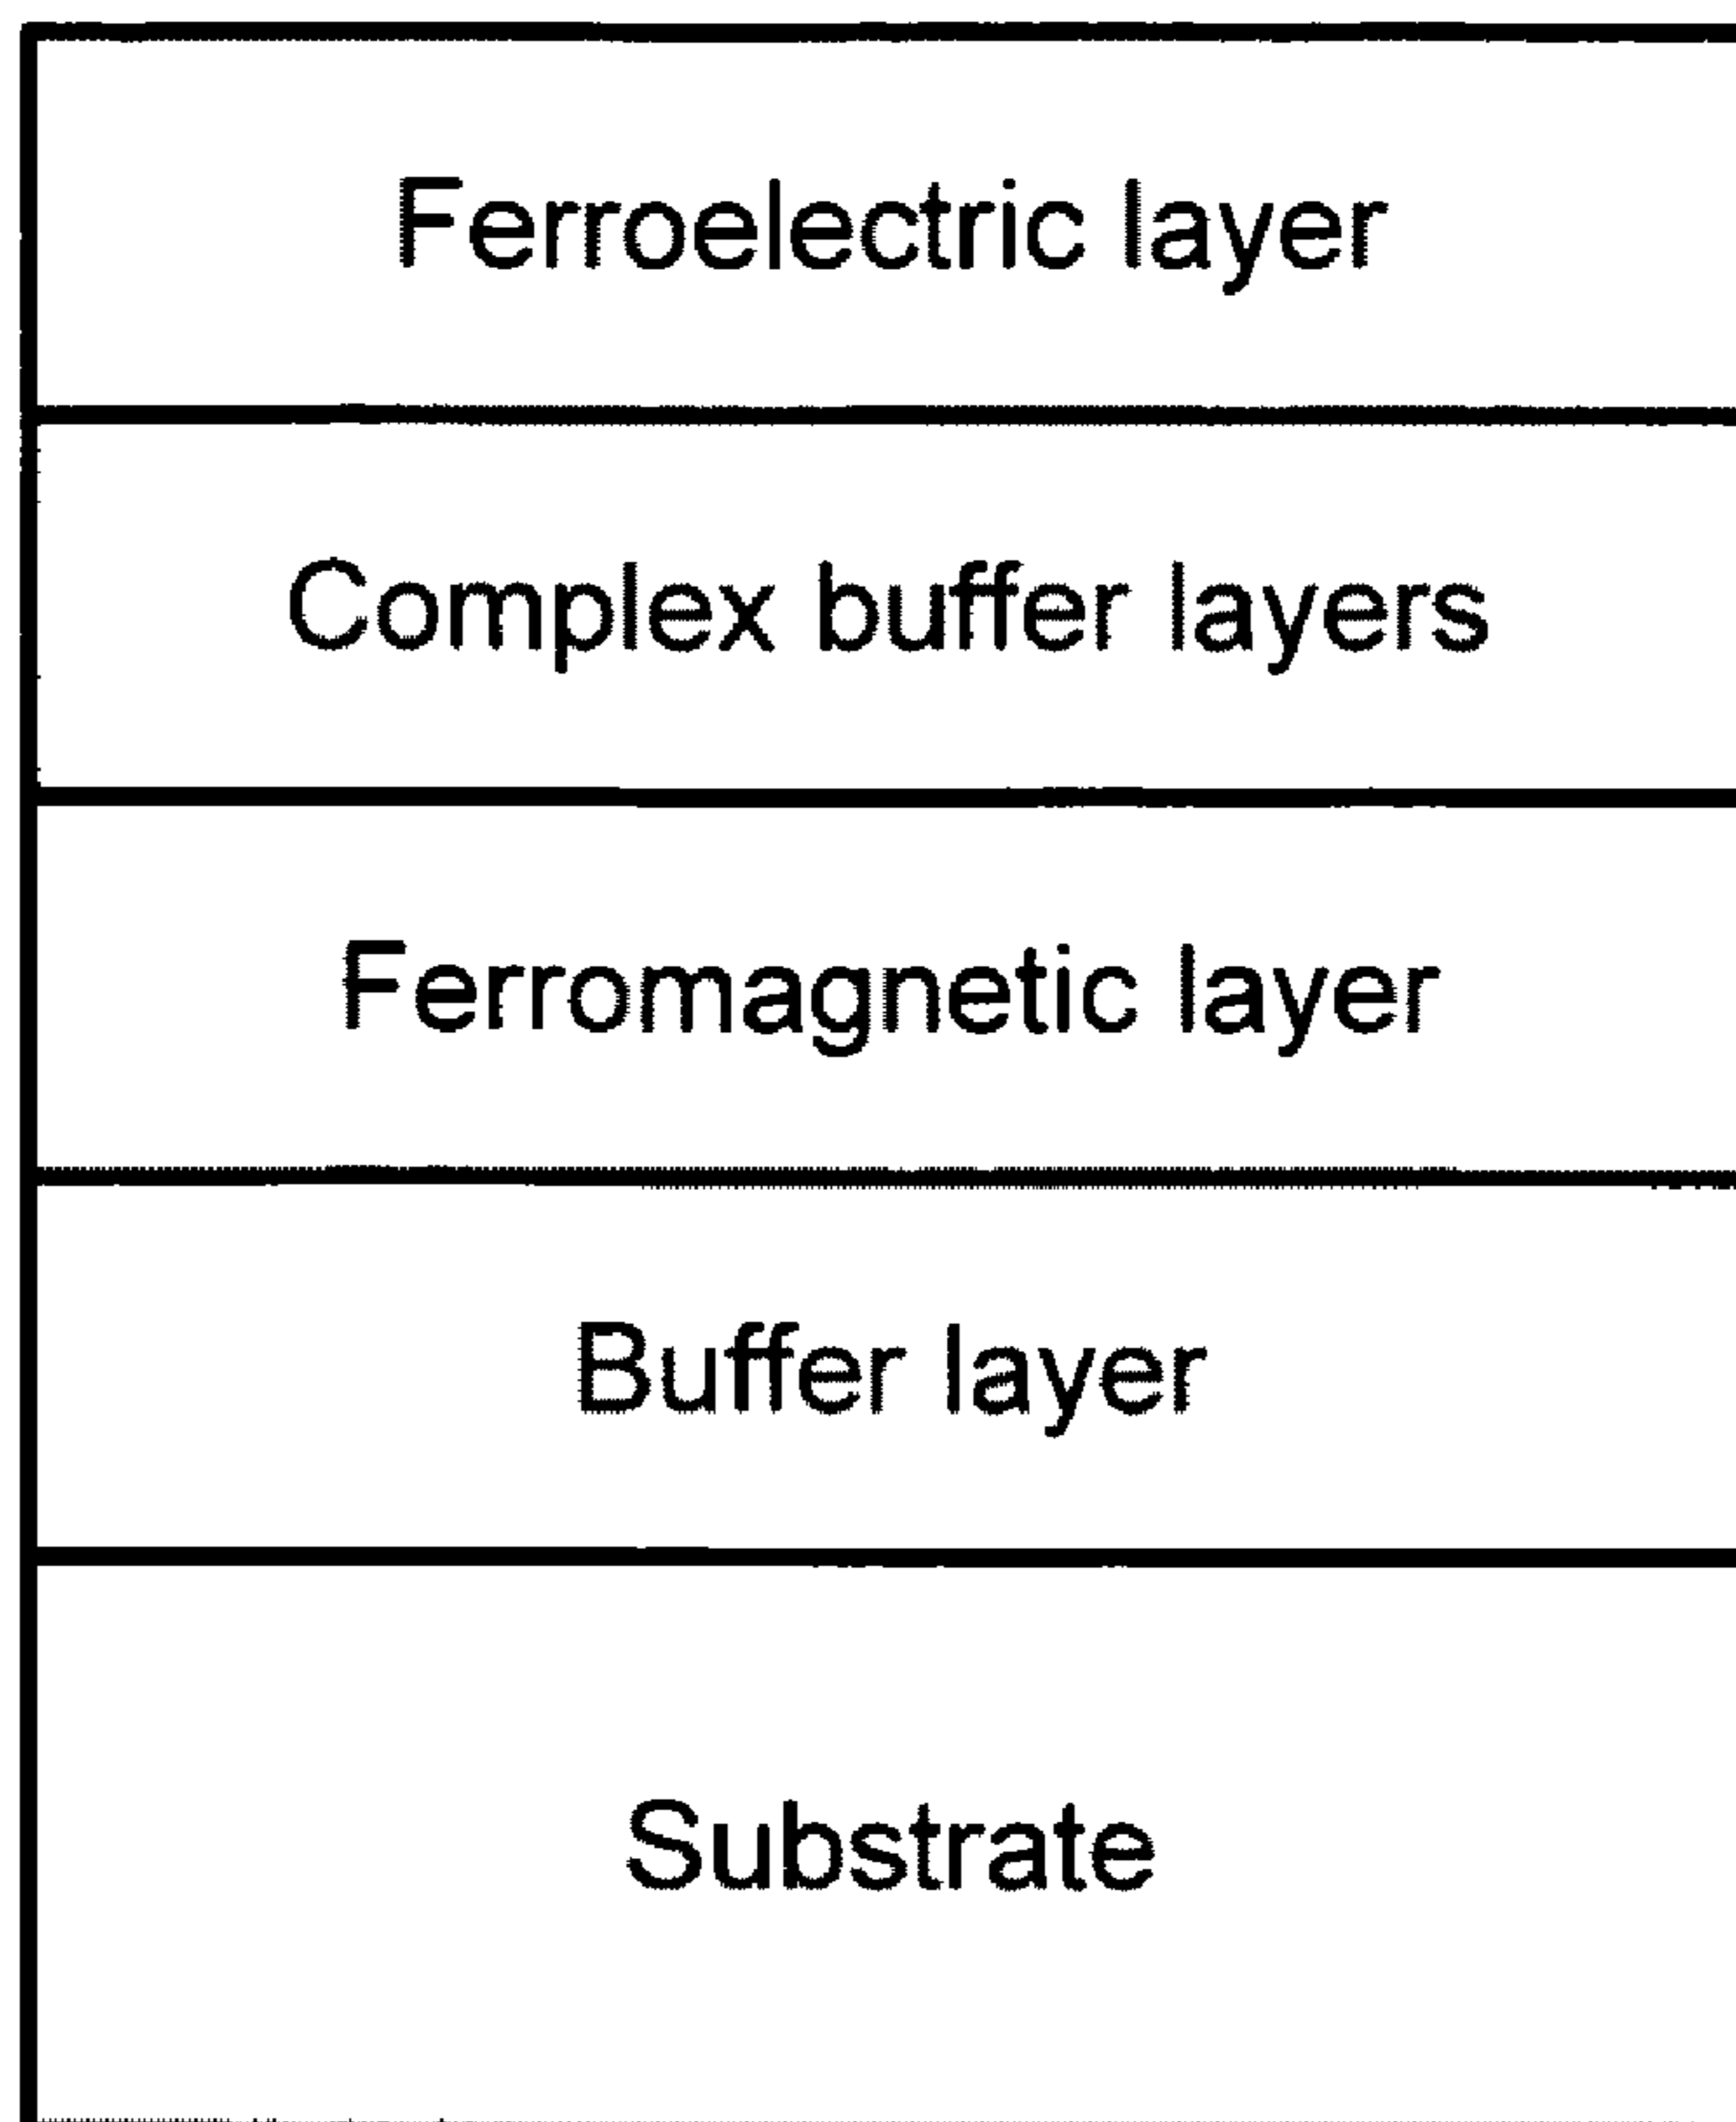 Ferroelectric layer
Complex buffer layers
Ferromagnetic layer
Buffer layer
Substrate